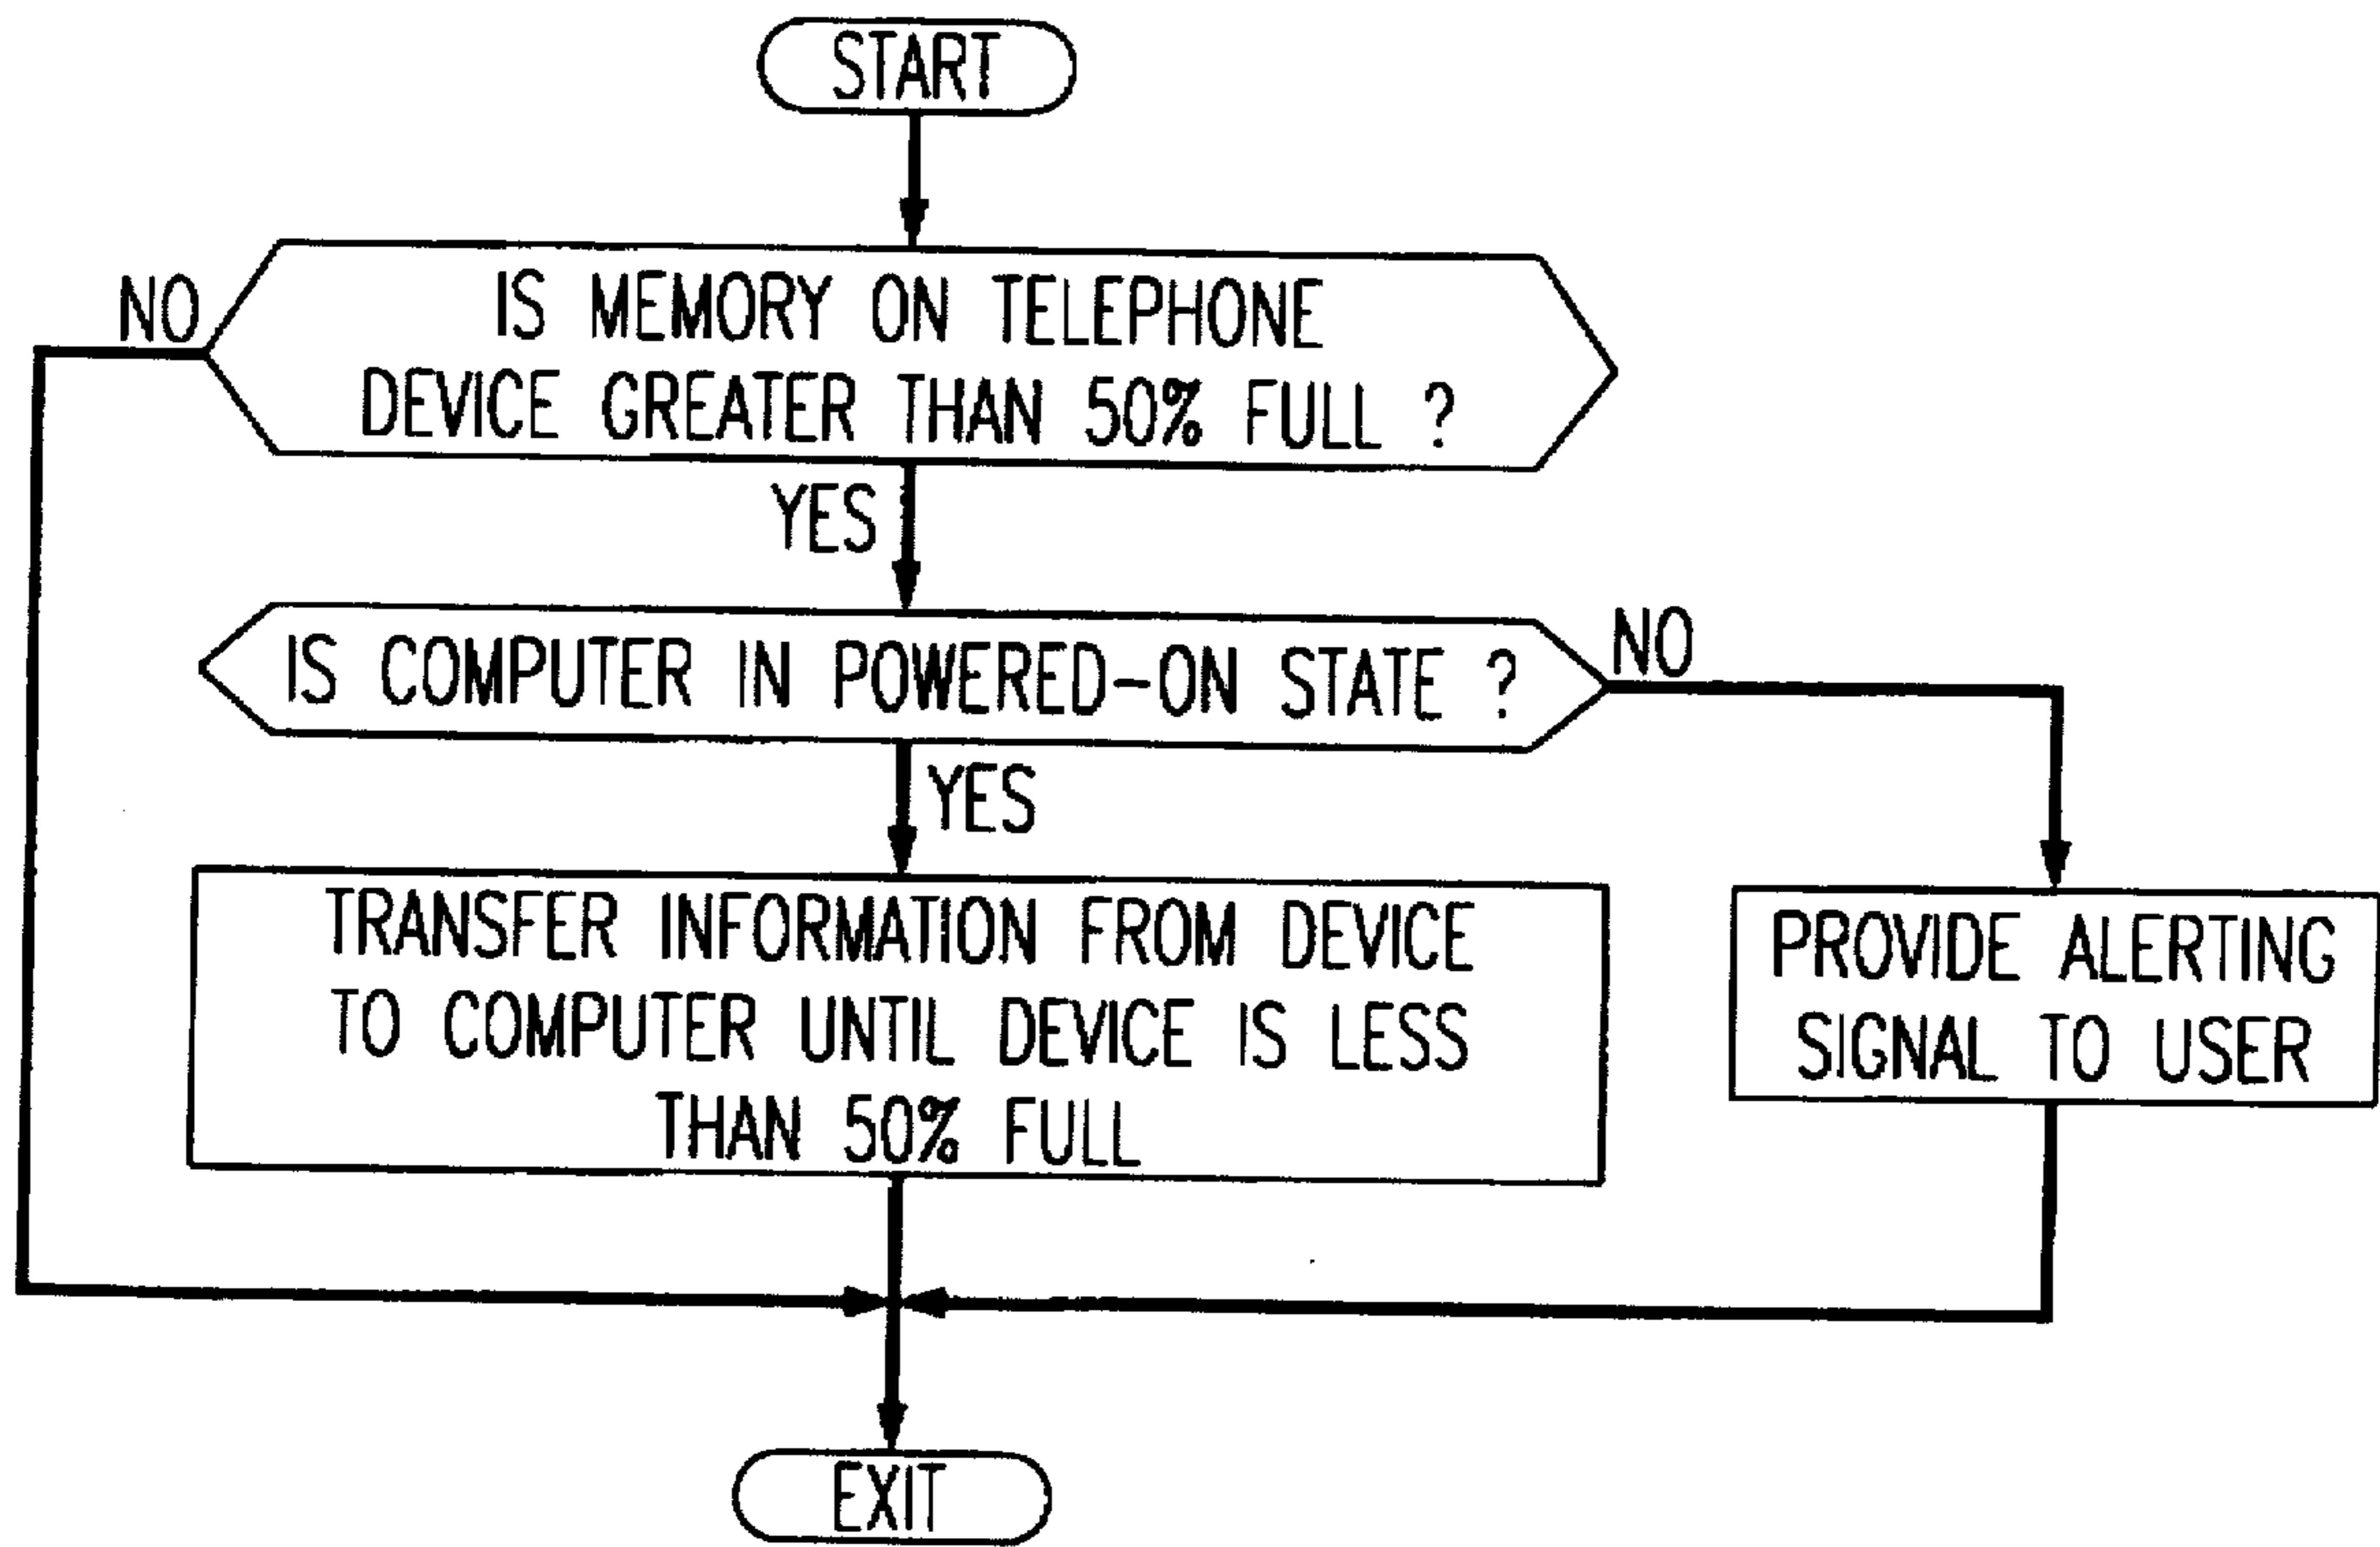 START
NO
IS MEMORY ON TELEPHONE
DEVICE GREATER THAN 50% FULL ?
YES
IS COMPUTER IN POWERED-ON STATE ?
NO
YES
TRANSFER INFORMATION FROM DEVICE
TO COMPUTER UNTIL DEVICE IS LESS
THAN 50% FULL
PROVIDE ALERTING
SIGNAL TO USER
EXIT